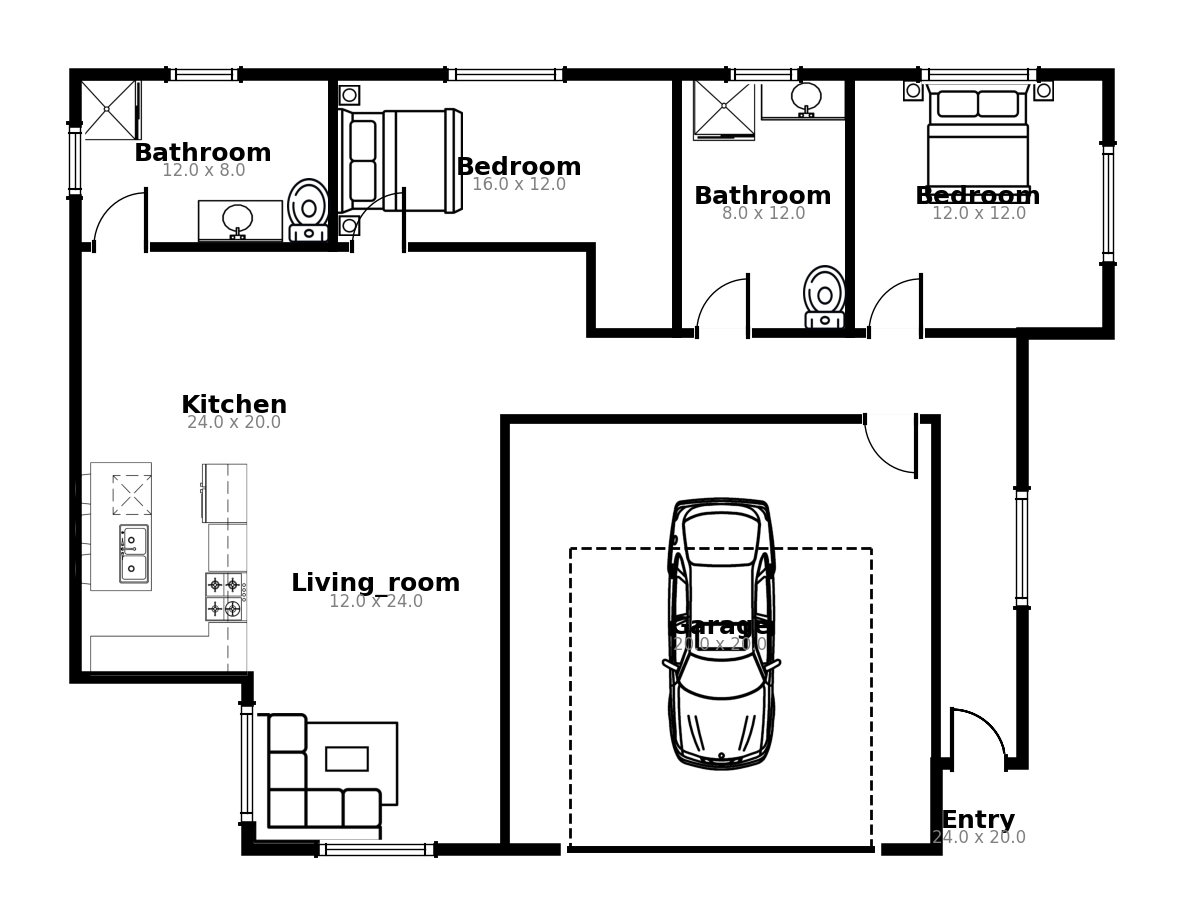 Bathroom
12.0 x 8.0
Bedroom
16.0 x 12.0
Bathroom
8.0 x 12.0
Bedroom
12.0 x 12.0
Kitchen
24.0 x 20.0
Living_room
12.0 x 24.0
Garage
20.0 x 20.0
Entry
24.0 x 20.0